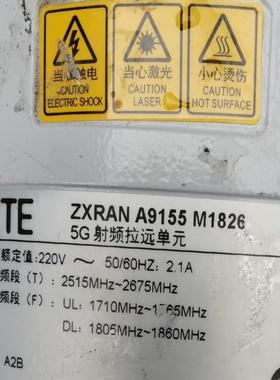 当心触电
CAUTION
ELECTRIC SHOCK
当心激光
CAUTION
LASER
小心烫伤
CAUTION
HOT SURFACE
TE
ZXRAN A9155 M1826
5G 射频拉远单元
额定值: 220V ～ 50/60HZ; 2.1A
频段（T）: 2515MHz~2675MHz
频段（F）: UL: 1710MHz~1765MHz
DL: 1805MHz~1860MHz
A2B